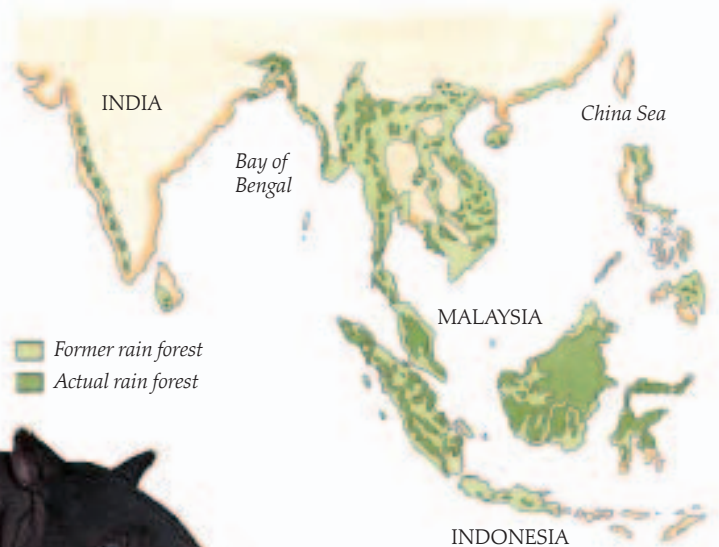 INDIA
China Sea
Bay of
Bengal
MALAYSIA
Former rain forest
Actual rain forest
INDONESIA